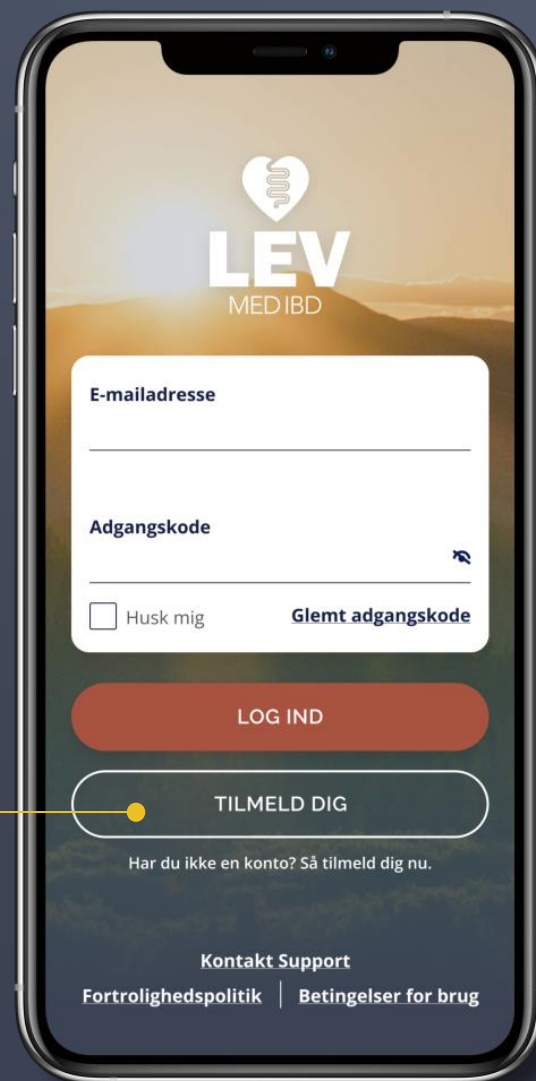 LEV
MED IBD
E-mailadresse
Adgangskode
Husk mig
Glemt adgangskode
LOG IND
TILMELD DIG
Har du ikke en konto? Så tilmeld dig nu.
Kontakt Support
Fortrolighedspolitik | Betingelser for brug